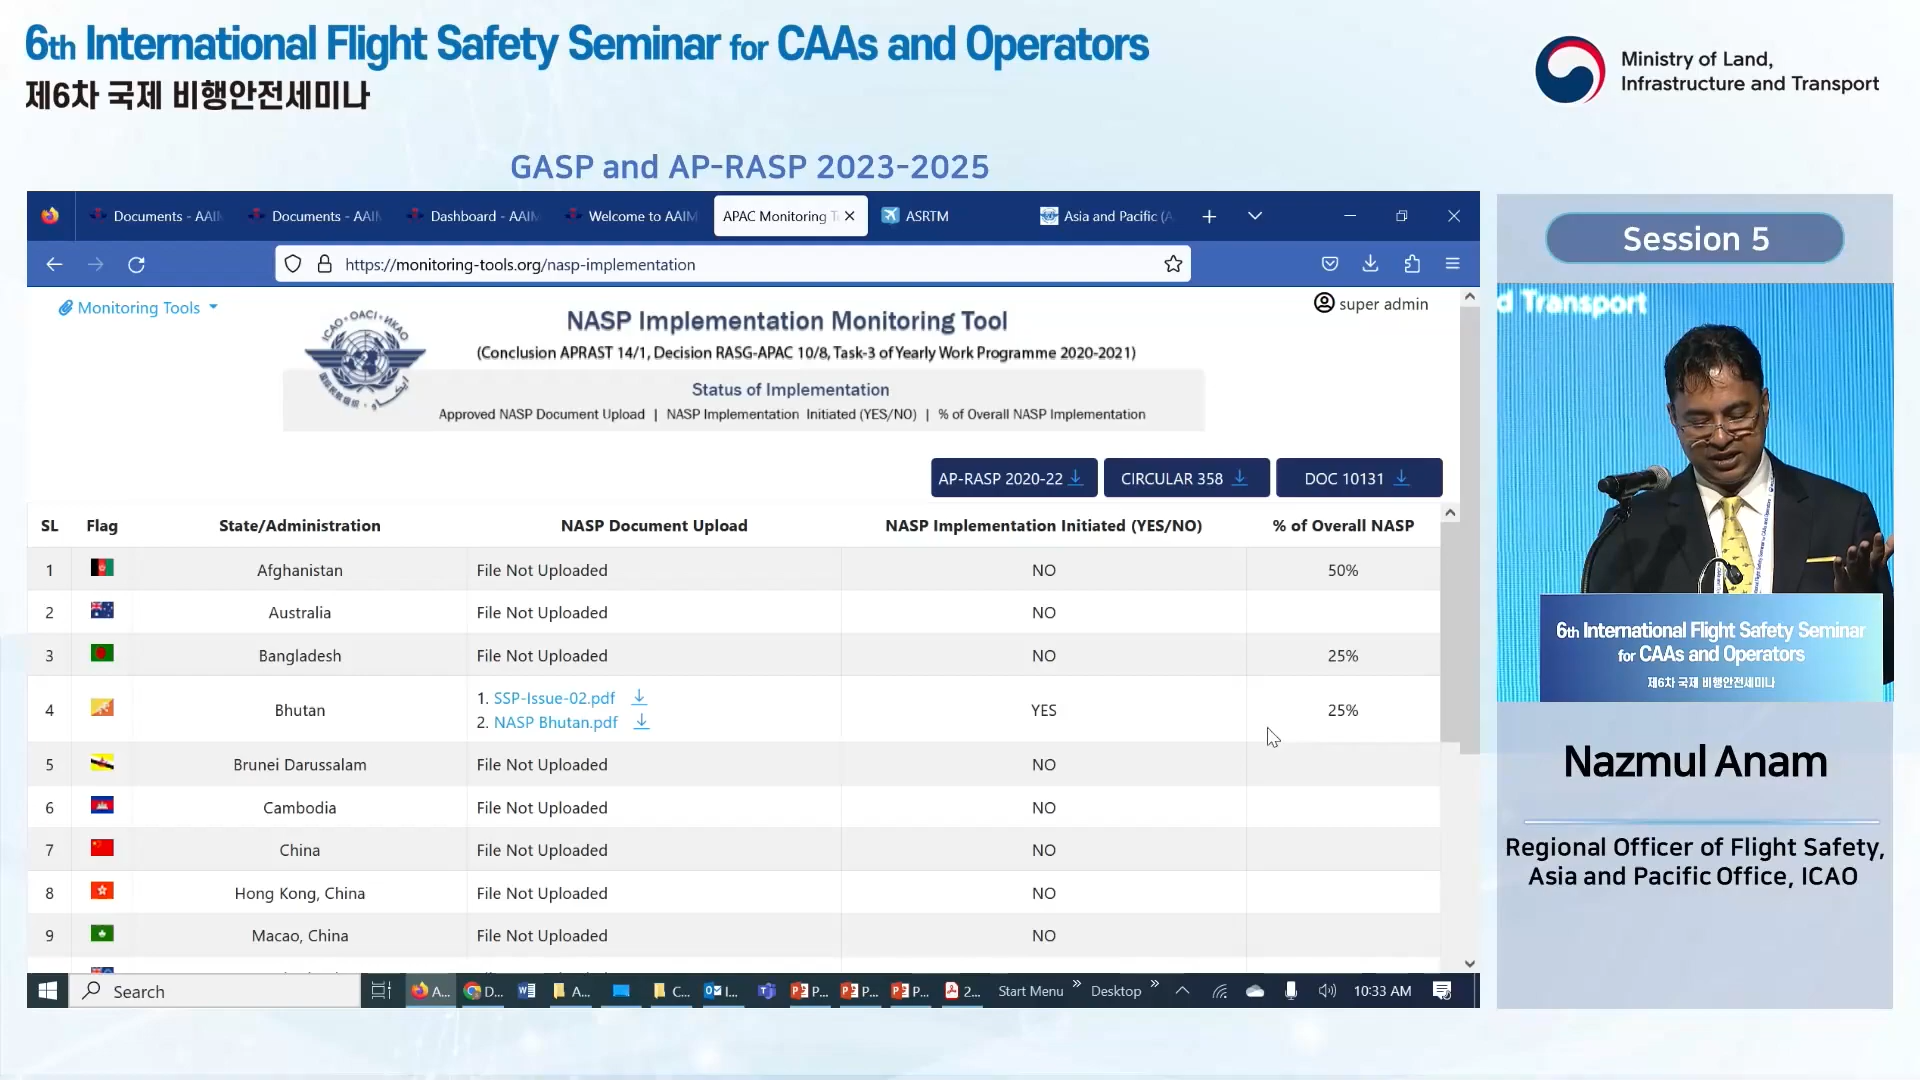 6th International Flight Safety Seminar for CAAs and Operators
제6차 국제 비행안전세미나
Ministry of Land,
Infrastructure and Transport
GASP and AP-RASP 2023-2025
Documents - AAI
Documents - AAI
Dashboard - AAI
Welcome to AAIM
APAC Monitoring T
ASRTM
Asia and Pacific (A
https://monitoring-tools.org/nasp-implementation
Monitoring Tools
ICAO · OACI · ИКАО
NASP Implementation Monitoring Tool
super admin
(Conclusion APRAST 14/1, Decision RASG-APAC 10/8, Task-3 of Yearly Work Programme 2020-2021)
Status of Implementation
Approved NASP Document Upload | NASP Implementation Initiated (YES/NO) | % of Overall NASP Implementation
AP-RASP 2020-22
CIRCULAR 358
DOC 10131
SL Flag State/Administration NASP Document Upload NASP Implementation Initiated (YES/NO) % of Overall NASP
1 Afghanistan File Not Uploaded NO 50%
2 Australia File Not Uploaded NO
3 Bangladesh File Not Uploaded NO 25%
4 Bhutan 1. SSP-Issue-02.pdf YES 25%
2. NASP Bhutan.pdf
5 Brunei Darussalam File Not Uploaded NO
6 Cambodia File Not Uploaded NO
7 China File Not Uploaded NO
8 Hong Kong, China File Not Uploaded NO
9 Macao, China File Not Uploaded NO
Search
A...
D...
A...
C...
I...
P...
P...
P...
2...
Start Menu
Desktop
10:33 AM
Session 5
d Transport
6th International Flight Safety Seminar
for CAAs and Operators
제6차 국제 비행안전세미나
Nazmul Anam
Regional Officer of Flight Safety,
Asia and Pacific Office, ICAO